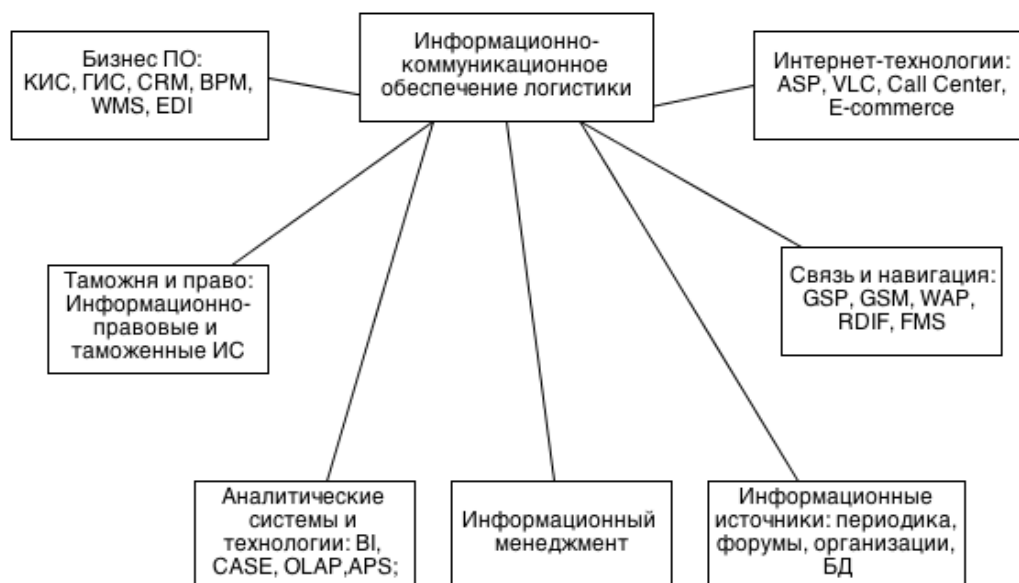 Бизнес ПО:
КИС, ГИС, CRM, BPM,
WMS, EDI
Информационно-
коммуникационное
обеспечение логистики
Интернет-технологии:
ASP, VLC, Call Center,
E-commerce
Таможня и право:
Информационно-
правовые и
таможенные ИС
Связь и навигация:
GSP, GSM, WAP,
RDIF, FMS
Аналитические
системы и
технологии: BI,
CASE, OLAP,APS;
Информационный
менеджмент
Информационные
источники: периодика,
форумы, организации,
БД